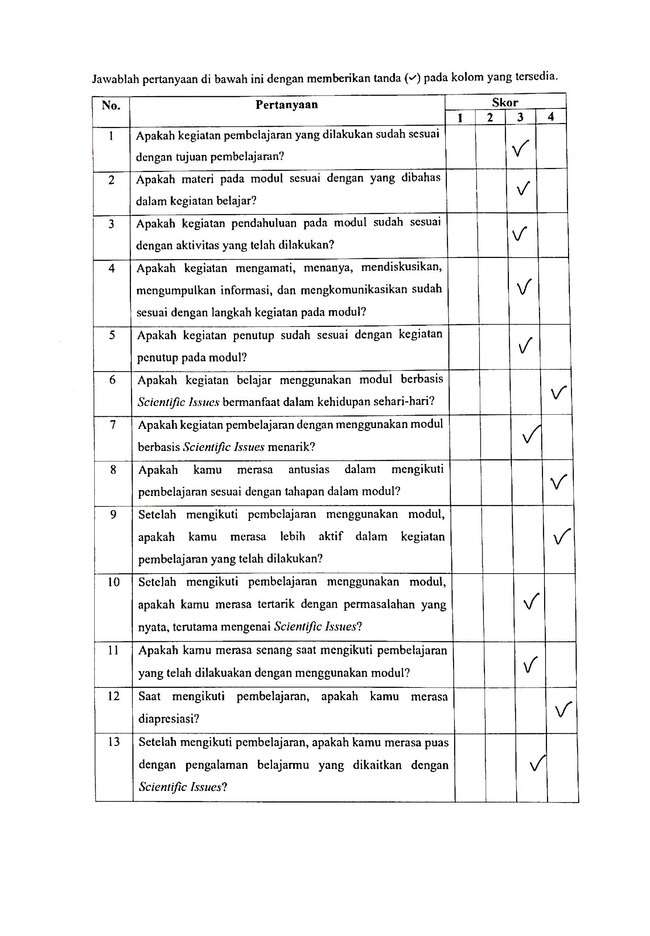 Jawablah pertanyaan di bawah ini dengan memberikan tanda (✓) pada kolom yang tersedia.
No. Pertanyaan Skor
1 2 3 4
1 Apakah kegiatan pembelajaran yang dilakukan sudah sesuai
dengan tujuan pembelajaran? ✓
2 Apakah materi pada modul sesuai dengan yang dibahas
dalam kegiatan belajar? ✓
3 Apakah kegiatan pendahuluan pada modul sudah sesuai
dengan aktivitas yang telah dilakukan? ✓
4 Apakah kegiatan mengamati, menanya, mendiskusikan,
mengumpulkan informasi, dan mengkomunikasikan sudah ✓
sesuai dengan langkah kegiatan pada modul?
5 Apakah kegiatan penutup sudah sesuai dengan kegiatan
penutup pada modul? ✓
6 Apakah kegiatan belajar menggunakan modul berbasis
Scientific Issues bermanfaat dalam kehidupan sehari-hari? ✓
7 Apakah kegiatan pembelajaran dengan menggunakan modul
berbasis Scientific Issues menarik? ✓
8 Apakah kamu merasa antusias dalam mengikuti
pembelajaran sesuai dengan tahapan dalam modul? ✓
9 Setelah mengikuti pembelajaran menggunakan modul,
apakah kamu merasa lebih aktif dalam kegiatan ✓
pembelajaran yang telah dilakukan?
10 Setelah mengikuti pembelajaran menggunakan modul,
apakah kamu merasa tertarik dengan permasalahan yang ✓
nyata, terutama mengenai Scientific Issues?
11 Apakah kamu merasa senang saat mengikuti pembelajaran
yang telah dilakuakan dengan menggunakan modul? ✓
12 Saat mengikuti pembelajaran, apakah kamu merasa
diapresiasi? ✓
13 Setelah mengikuti pembelajaran, apakah kamu merasa puas
dengan pengalaman belajarmu yang dikaitkan dengan ✓
Scientific Issues?